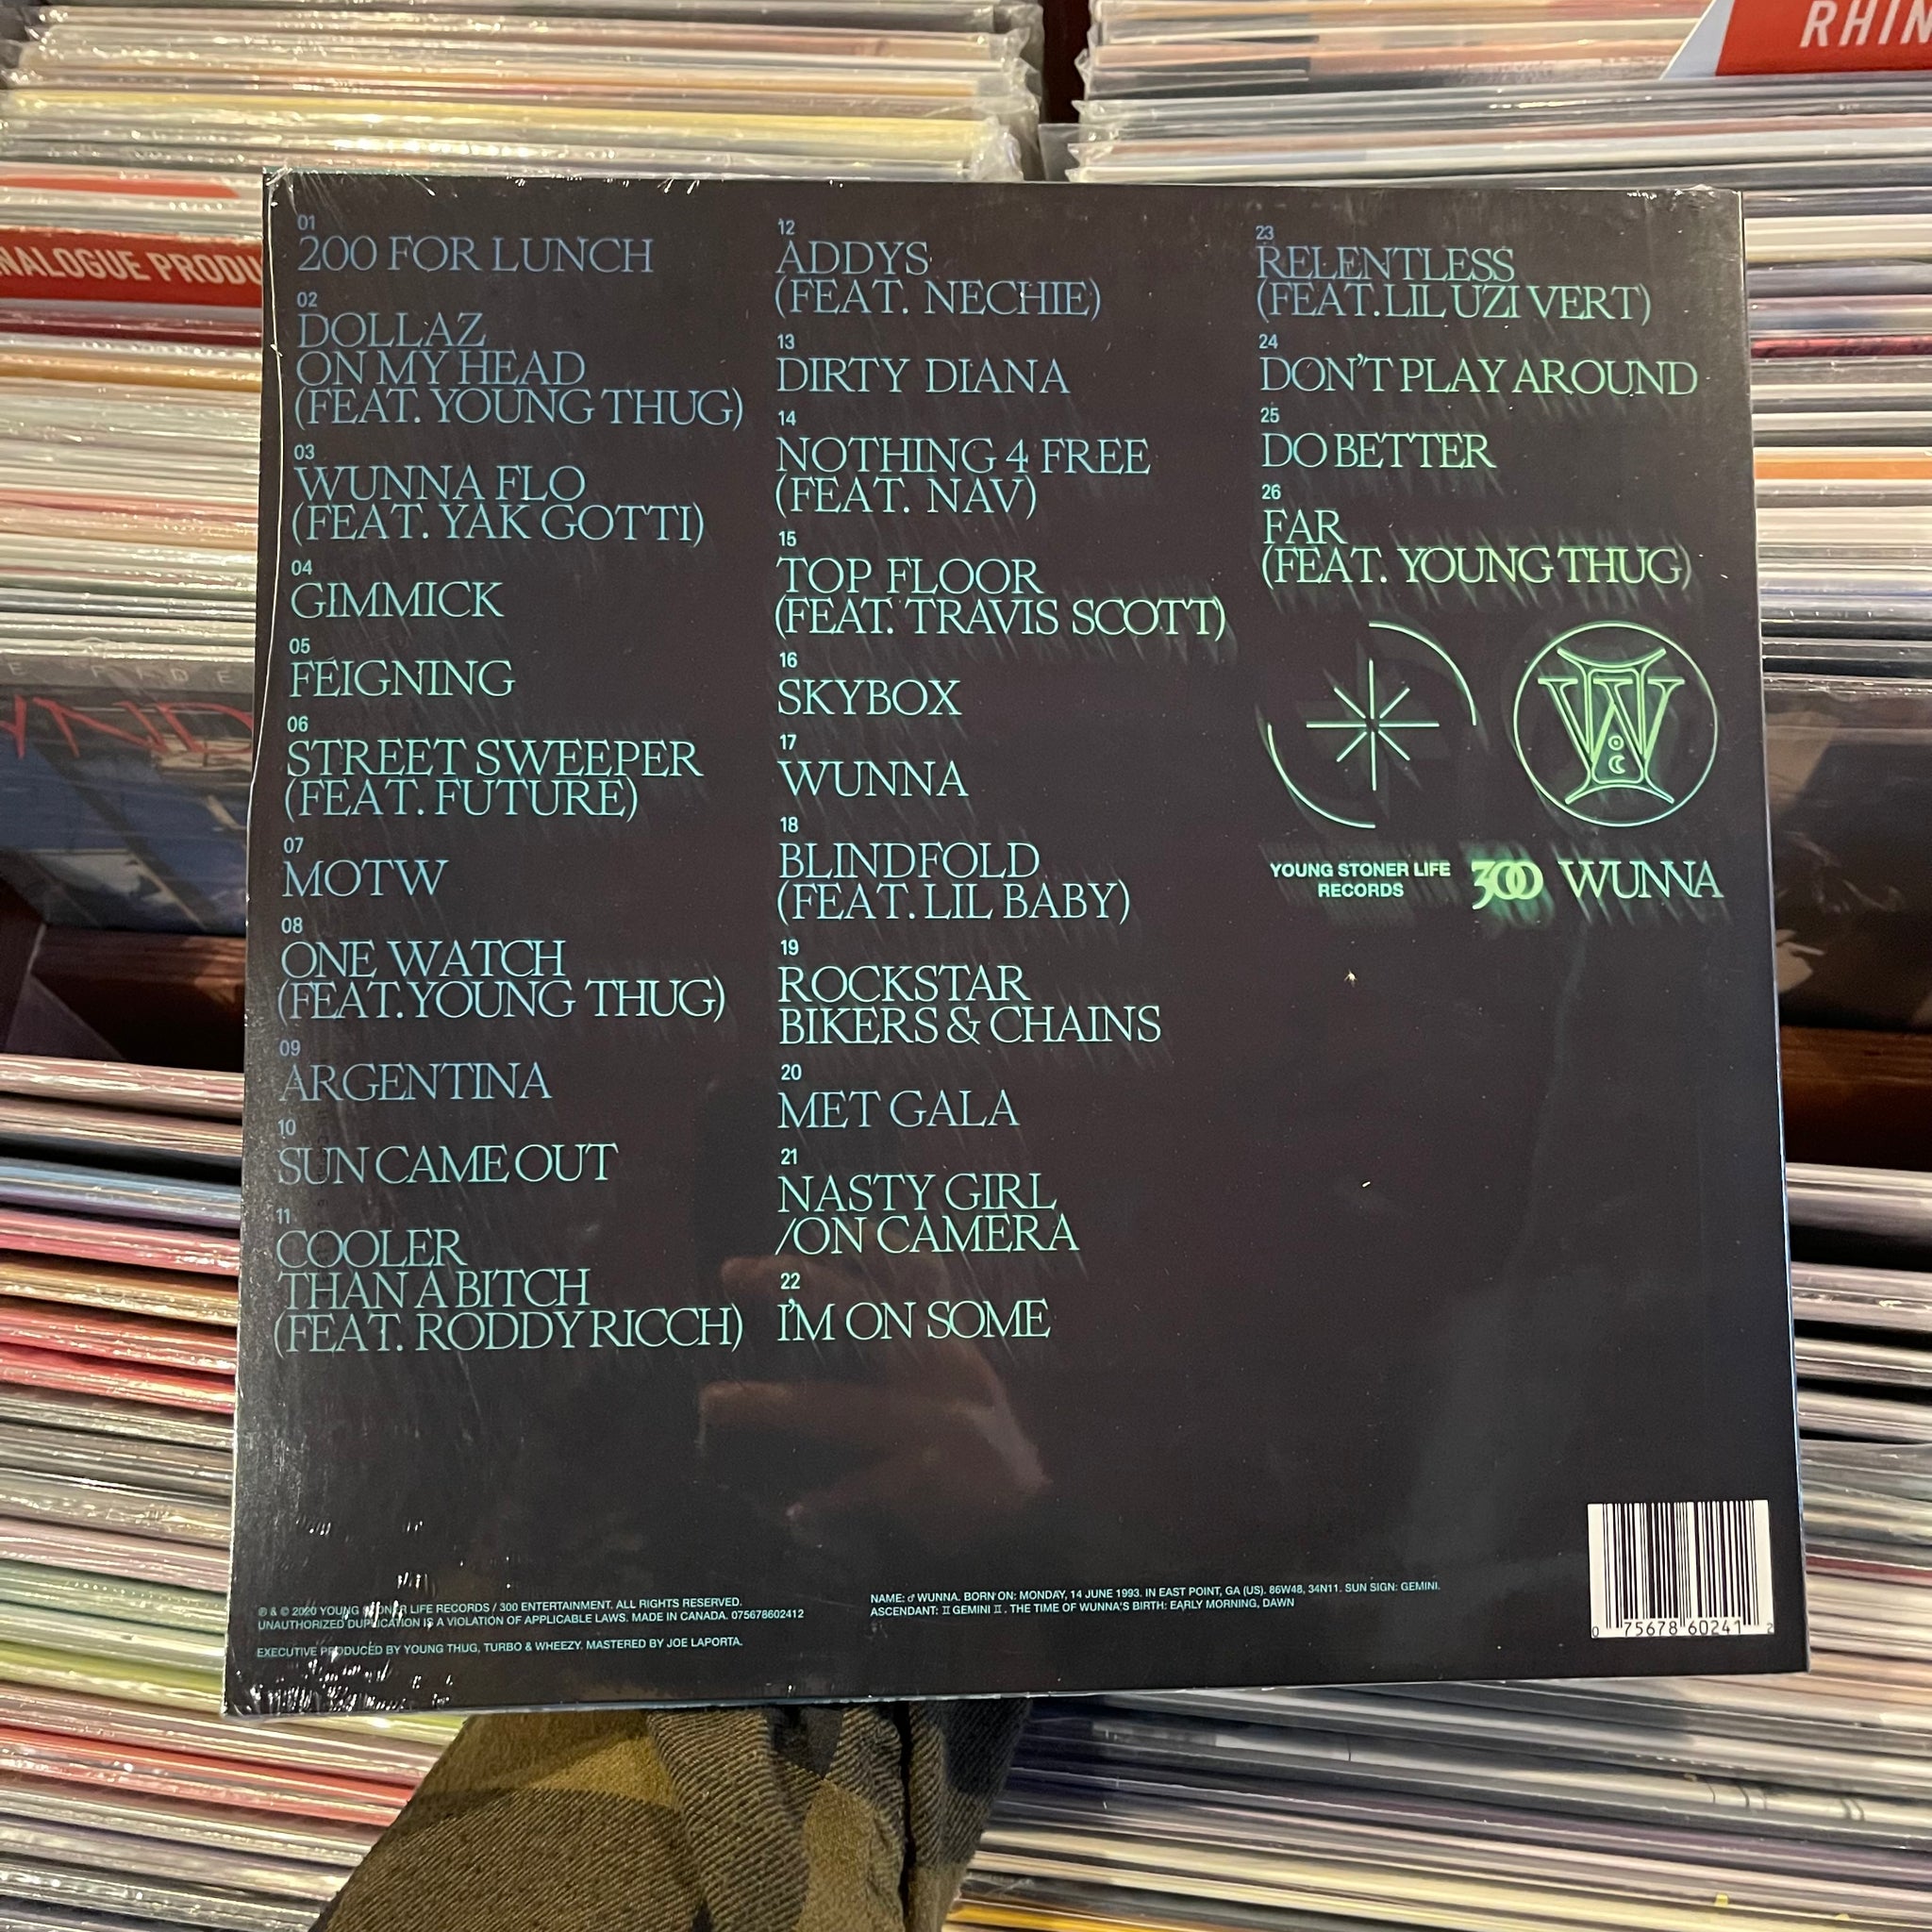 RHIN
NALOGUE PRODU
01
200 FOR LUNCH
02
DOLLAZ
ON MY HEAD
(FEAT. YOUNG THUG)
03
WUNNA FLO
(FEAT. YAK GOTTI)
04
GIMMICK
05
FEIGNING
06
STREET SWEEPER
(FEAT. FUTURE)
07
MOTW
08
ONE WATCH
(FEAT. YOUNG THUG)
09
ARGENTINA
10
SUN CAME OUT
11
COOLER
THAN A BITCH
(FEAT. RODDY RICCH)
12
ADDYS
(FEAT. NECHIE)
13
DIRTY DIANA
14
NOTHING 4 FREE
(FEAT. NAV)
15
TOP FLOOR
(FEAT. TRAVIS SCOTT)
16
SKYBOX
17
WUNNA
18
BLINDFOLD
(FEAT. LIL BABY)
19
ROCKSTAR
BIKERS & CHAINS
20
MET GALA
21
NASTY GIRL
/ON CAMERA
22
I'M ON SOME
23
RELENTLESS
(FEAT. LIL UZI VERT)
24
DON'T PLAY AROUND
25
DO BETTER
26
FAR
(FEAT. YOUNG THUG)
YOUNG STONER LIFE
RECORDS
300
WUNNA
℗ & © 2020 YOUNG STONER LIFE RECORDS / 300 ENTERTAINMENT. ALL RIGHTS RESERVED.
UNAUTHORIZED DUPLICATION IS A VIOLATION OF APPLICABLE LAWS. MADE IN CANADA. 075678602412
EXECUTIVE PRODUCED BY YOUNG THUG, TURBO & WHEEZY. MASTERED BY JOE LAPORTA.
NAME: ♂ WUNNA. BORN ON: MONDAY, 14 JUNE 1993. IN EAST POINT, GA (US). 86W48, 34N11. SUN SIGN: GEMINI.
ASCENDANT: ♊ GEMINI ♊. THE TIME OF WUNNA'S BIRTH: EARLY MORNING, DAWN
0 75678 60241 2